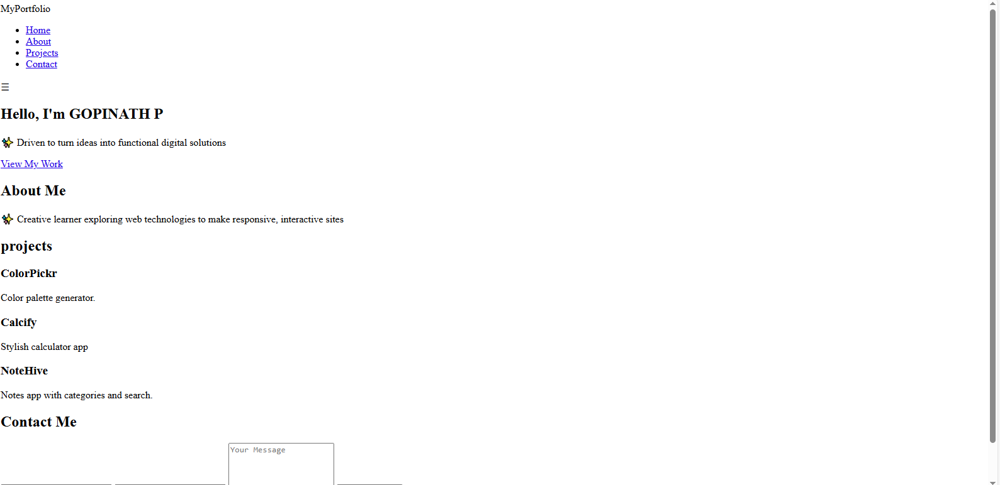 MyPortfolio
Home
About
Projects
Contact
☰
Hello, I'm GOPINATH P
✨ Driven to turn ideas into functional digital solutions
View My Work
About Me
✨ Creative learner exploring web technologies to make responsive, interactive sites
projects
ColorPickr
Color palette generator.
Calcify
Stylish calculator app
NoteHive
Notes app with categories and search.
Contact Me
Your Message